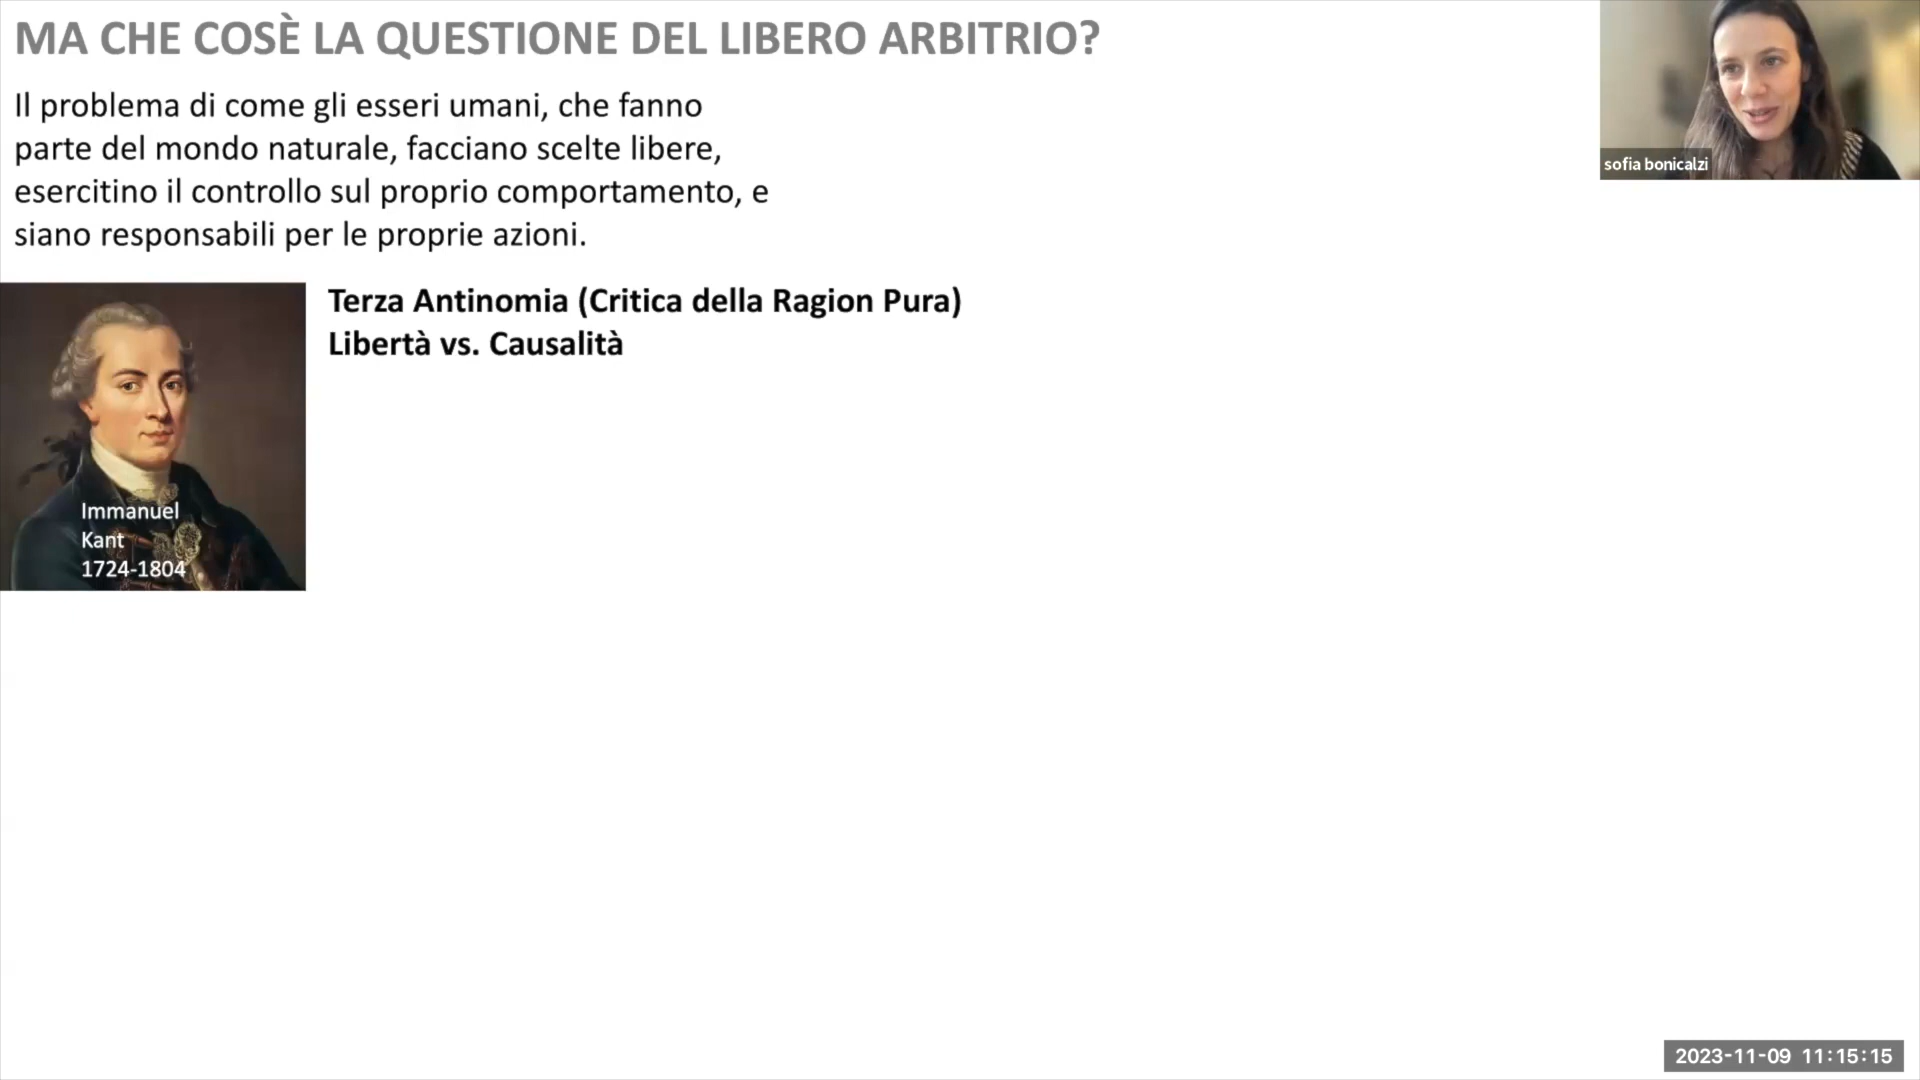 MA CHE COSÈ LA QUESTIONE DEL LIBERO ARBITRIO?
Il problema di come gli esseri umani, che fanno
parte del mondo naturale, facciano scelte libere,
esercitino il controllo sul proprio comportamento, e
siano responsabili per le proprie azioni.
sofia bonicalzi
Terza Antinomia (Critica della Ragion Pura)
Libertà vs. Causalità
Immanuel
Kant
1724-1804
2023-11-09 11:15:15